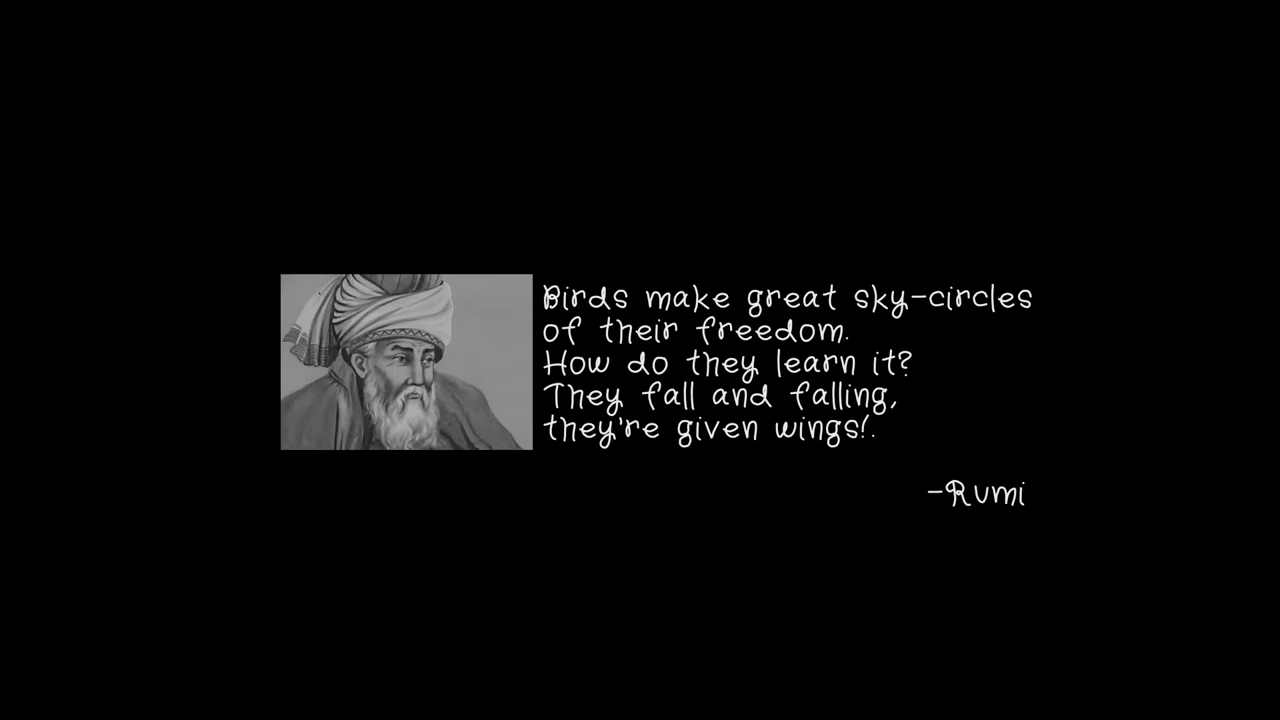 Birds make great sky-circles
of their freedom.
How do they learn it?
They fall and falling,
they're given wings!.
-Rumi